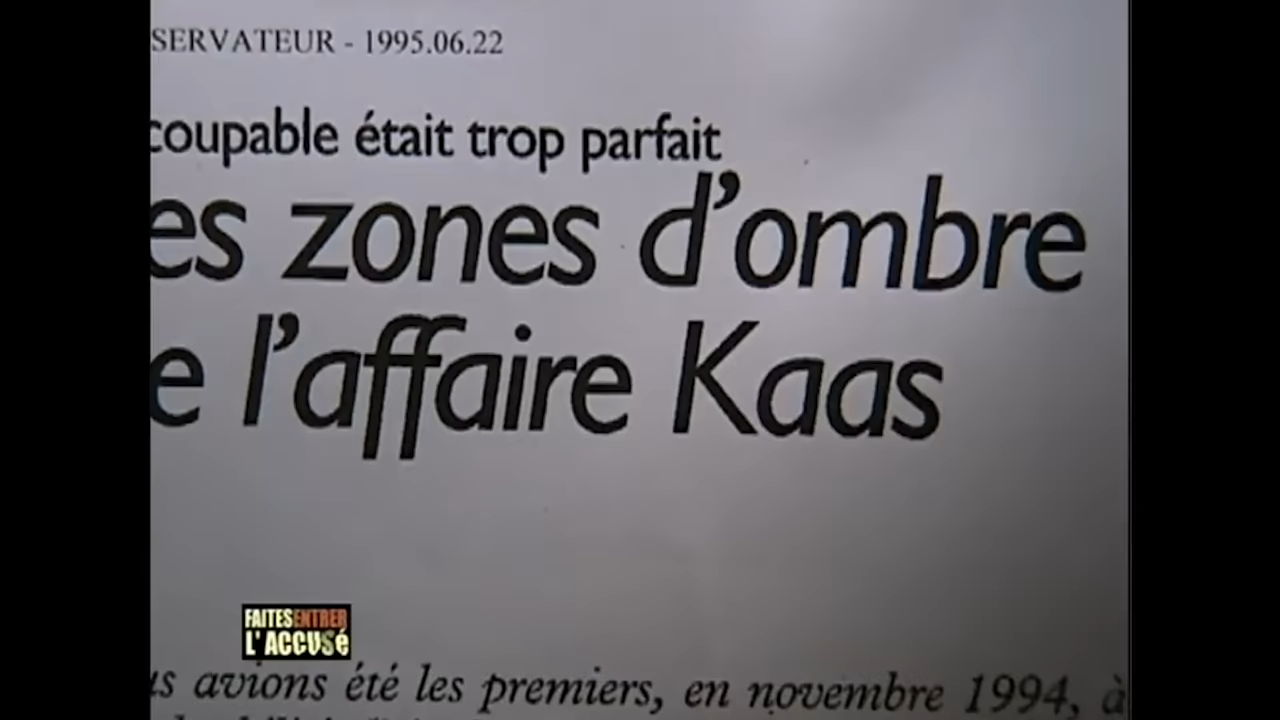 SERVATEUR - 1995.06.22
coupable était trop parfait
es zones d'ombre
e l'affaire Kaas
FAITES ENTRER
L'ACCUSÉ
s avions été les premiers, en novembre 1994, à